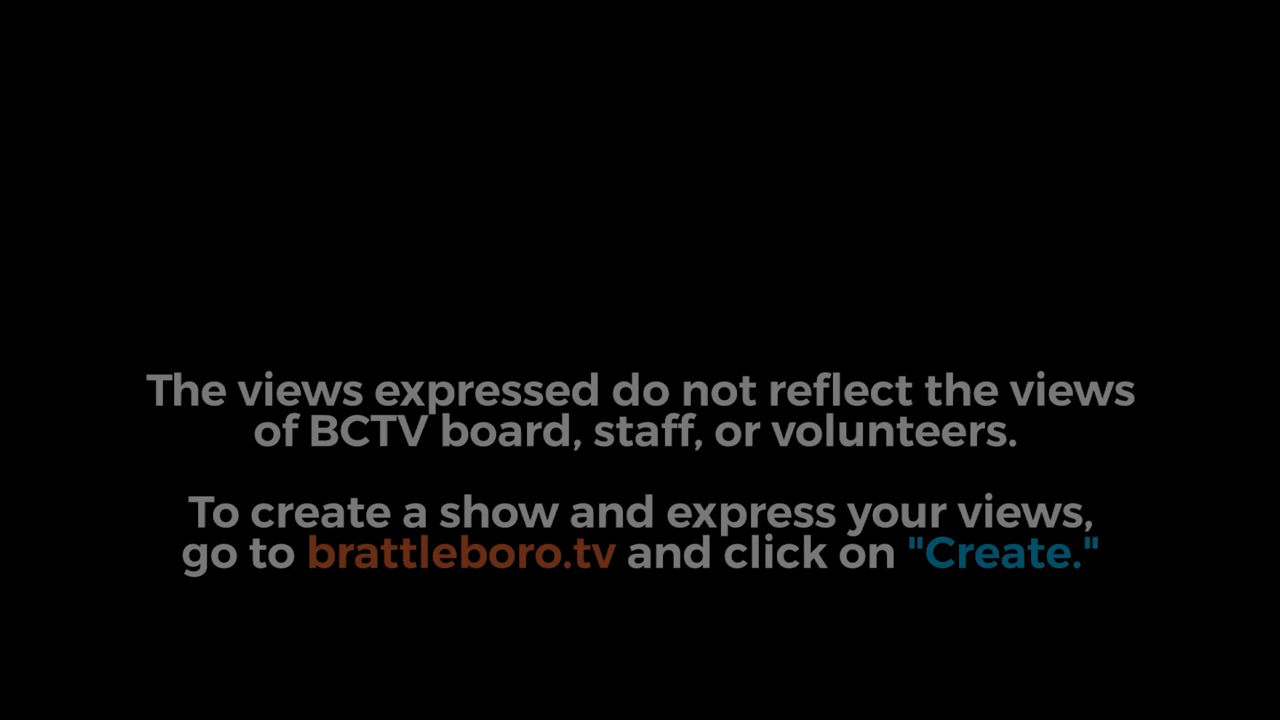 The views expressed do not reflect the views
of BCTV board, staff, or volunteers.
To create a show and express your views,
go to brattleboro.tv and click on "Create."